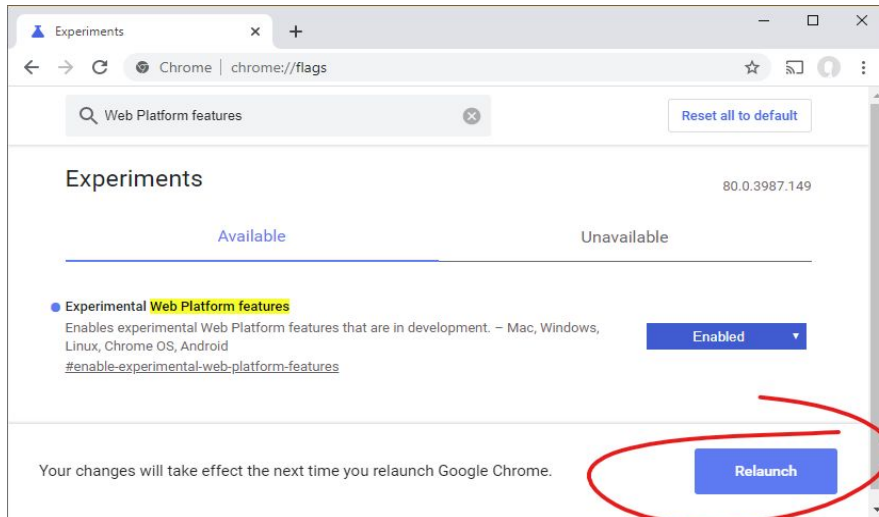 Experiments
Chrome | chrome://flags
Web Platform features
Reset all to default
Experiments
80.0.3987.149
Available
Unavailable
Experimental Web Platform features
Enables experimental Web Platform features that are in development. – Mac, Windows,
Linux, Chrome OS, Android
#enable-experimental-web-platform-features
Enabled
Your changes will take effect the next time you relaunch Google Chrome.
Relaunch